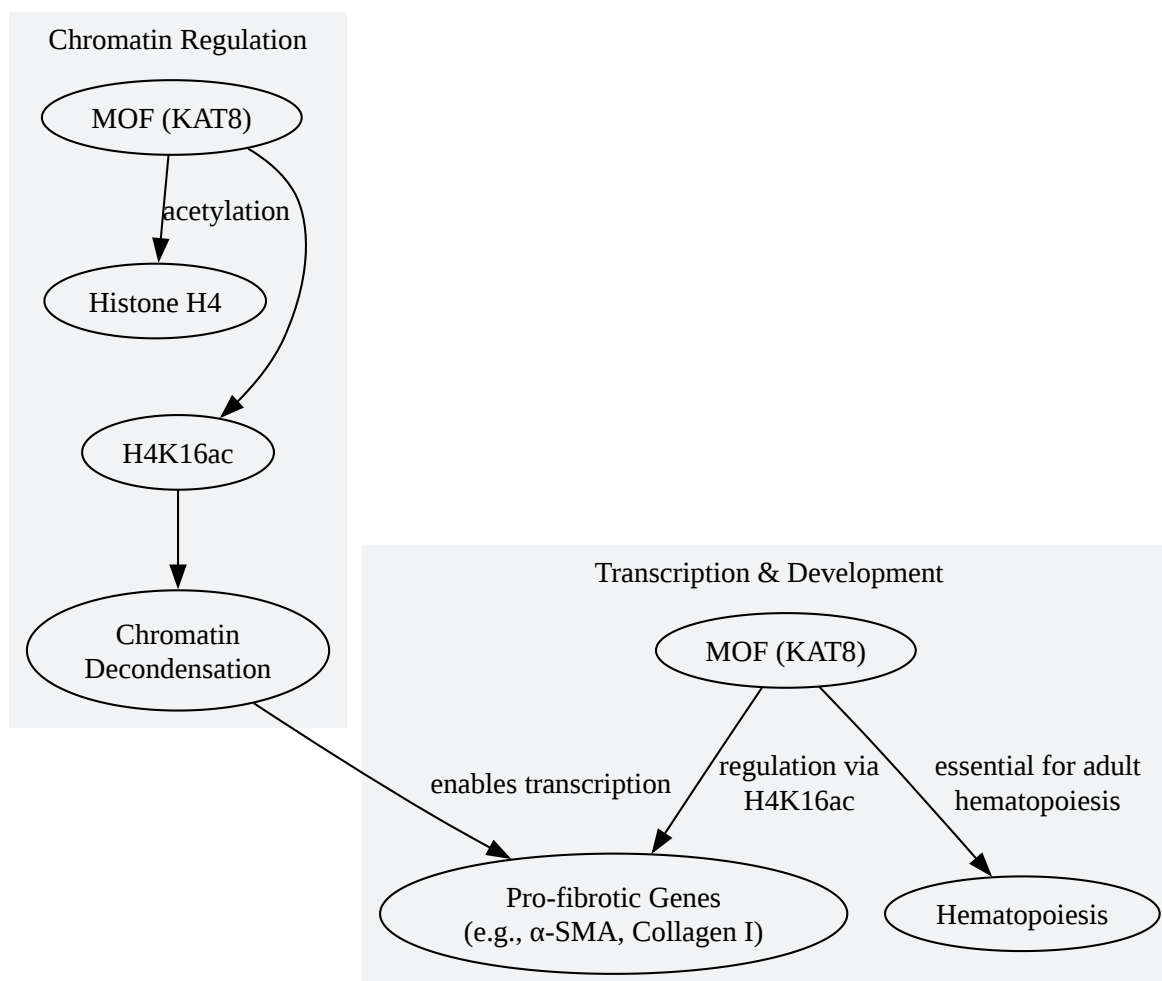 Chromatin Regulation
MOF (KAT8)
acetylation
Histone H4
H4K16ac
Chromatin
Decondensation
Transcription & Development
MOF (KAT8)
enables transcription
regulation via
H4K16ac
essential for adult
hematopoiesis
Pro-fibrotic Genes
(e.g., α-SMA, Collagen I)
Hematopoiesis